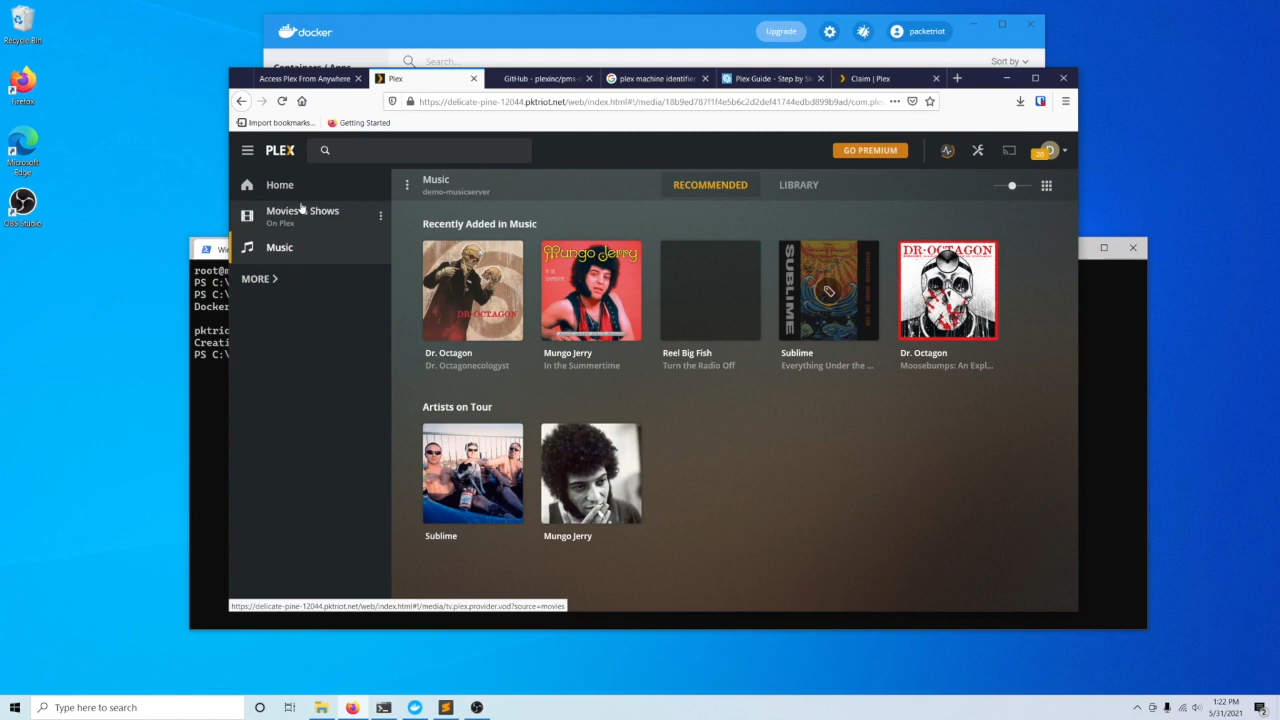 Recycle Bin
Firefox
Microsoft
Edge
OBS Studio
docker
Upgrade
packetriot
Containers / Apps
Search...
Sort by
Access Plex From Anywhere
Plex
GitHub - plexinc/pms-d
plex machine identifier
Plex Guide - Step by St
Claim | Plex
https://delicate-pine-12044.pktriot.net/web/index.html#!/media/18b9ed787f1f4e5b6c2d2def41744edbd899b9ad/com.ple
Import bookmarks...
Getting Started
PLEX
GO PREMIUM
20
Home
Movies & Shows
On Plex
Music
MORE
Music
demo-musicserver
RECOMMENDED
LIBRARY
Recently Added in Music
DR. OCTAGON
Mungo Jerry
SUBLIME
DR. OCTAGON
Dr. Octagon
Dr. Octagonecologyst
Mungo Jerry
In the Summertime
Reel Big Fish
Turn the Radio Off
Sublime
Everything Under the ...
Dr. Octagon
Moosebumps: An Expl...
Artists on Tour
Sublime
Mungo Jerry
https://delicate-pine-12044.pktriot.net/web/index.html#!/media/tv.plex.provider.vod?source=movies
root@m
PS C:\
PS C:\
Docker
pktrio
Creati
PS C:\
Type here to search
1:22 PM
5/31/2021
2